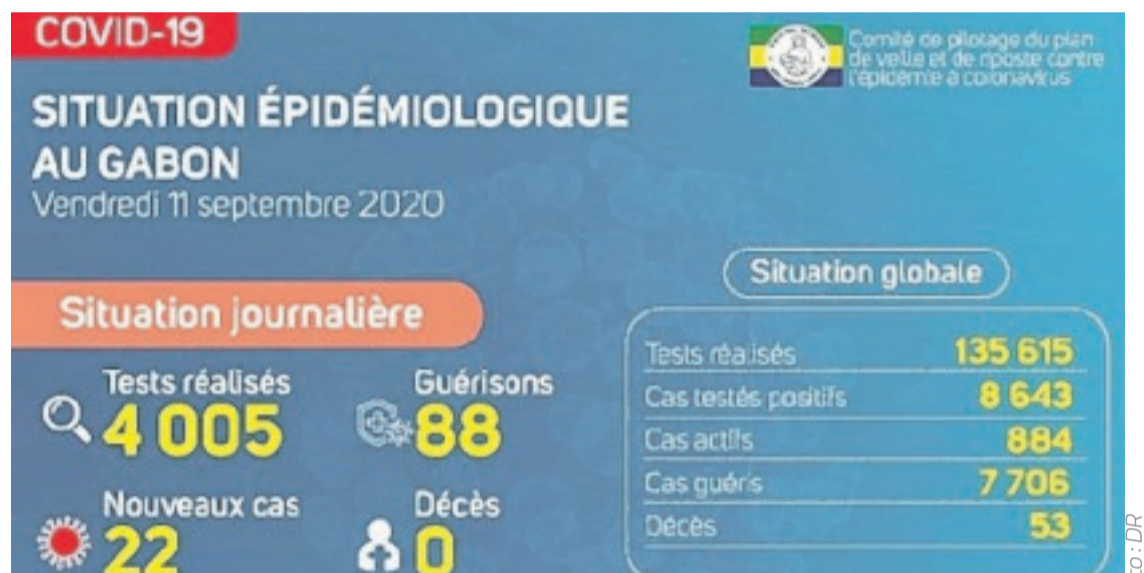 COVID-19
Comité de pilotage du plan
de veille et de riposte contre
l'épidémie à coronavirus
SITUATION ÉPIDÉMIOLOGIQUE
AU GABON
Vendredi 11 septembre 2020
Situation journalière
Tests réalisés
4 005
Guérisons
88
Nouveaux cas
22
Décès
0
Situation globale
Tests réalisés 135 615
Cas testés positifs 8 643
Cas actifs 884
Cas guéris 7 706
Décès 53
: DR